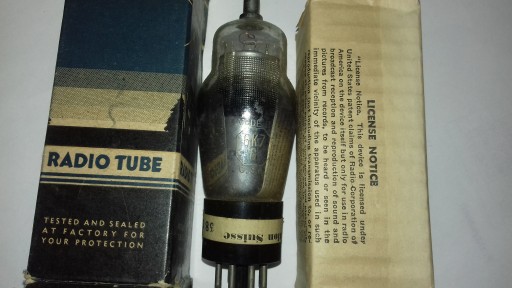 RADIO TUBE
TESTED AND SEALED
AT FACTORY FOR
YOUR PROTECTION
ion Suisse
LICENSE NOTICE
"License Notice. This device is licensed under
United States patent claims of Radio Corporation of
America on the device itself but only for use in radio
broadcast reception and reproduction of sound and
pictures from records, to be heard or seen in the
immediate vicinity of the apparatus used in such